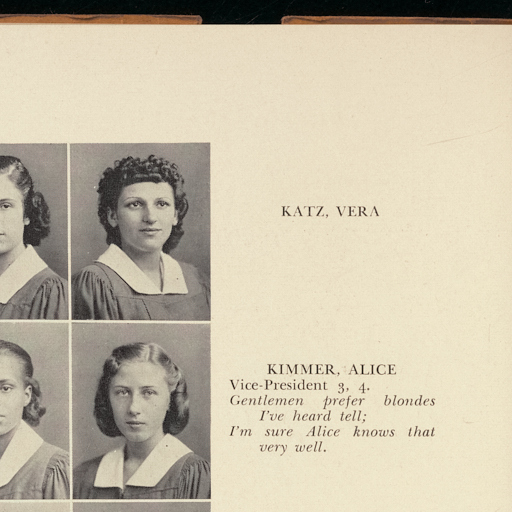 KATZ, VERA
KIMMER, ALICE
Vice-President 3, 4.
Gentlemen prefer blondes
I've heard tell;
I'm sure Alice knows that
very well.